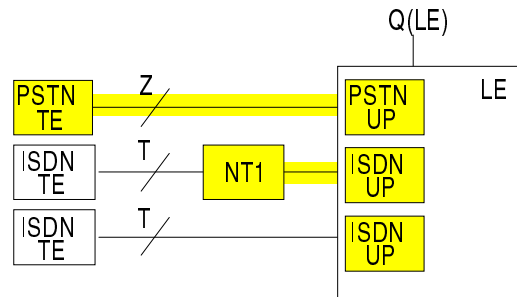 Q(LE)
LE
PSTN
TE
Z
PSTN
UP
ISDN
TE
T
NT1
ISDN
UP
ISDN
TE
T
ISDN
UP